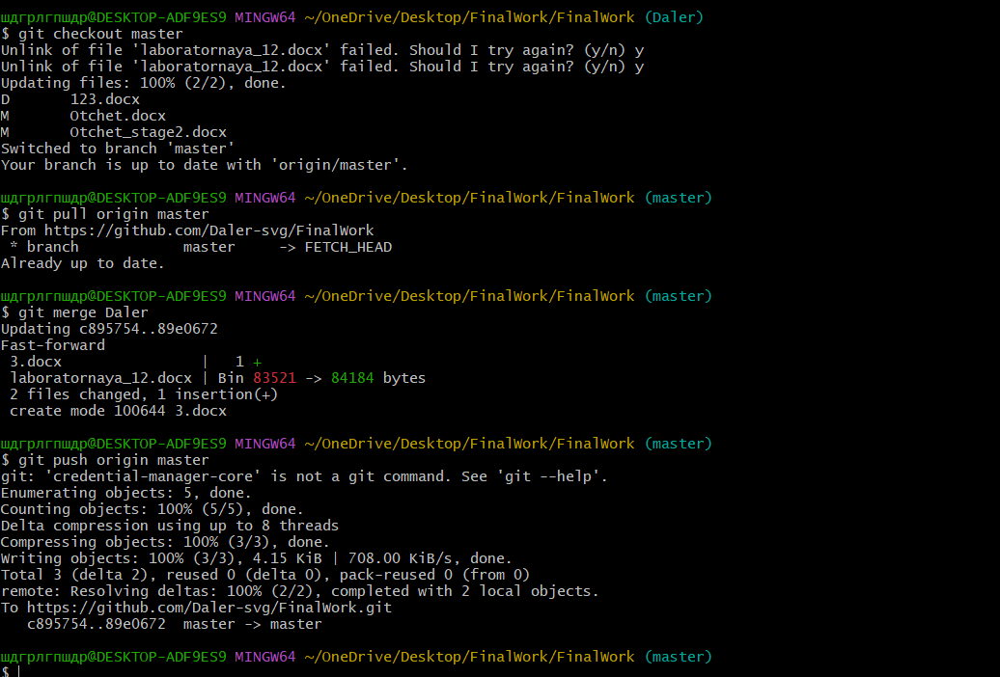 шдгрлгпшдр@DESKTOP-ADF9ES9 MINGW64 ~/OneDrive/Desktop/FinalWork/FinalWork (Daler)
$ git checkout master
Unlink of file 'laboratornaya_12.docx' failed. Should I try again? (y/n) y
Unlink of file 'laboratornaya_12.docx' failed. Should I try again? (y/n) y
Updating files: 100% (2/2), done.
D       123.docx
M       Otchet.docx
M       Otchet_stage2.docx
Switched to branch 'master'
Your branch is up to date with 'origin/master'.
шдгрлгпшдр@DESKTOP-ADF9ES9 MINGW64 ~/OneDrive/Desktop/FinalWork/FinalWork (master)
$ git pull origin master
From https://github.com/Daler-svg/FinalWork
 * branch            master     -> FETCH_HEAD
Already up to date.
шдгрлгпшдр@DESKTOP-ADF9ES9 MINGW64 ~/OneDrive/Desktop/FinalWork/FinalWork (master)
$ git merge Daler
Updating c895754..89e0672
Fast-forward
 3.docx                |   1 +
 laboratornaya_12.docx | Bin 83521 -> 84184 bytes
 2 files changed, 1 insertion(+)
 create mode 100644 3.docx
шдгрлгпшдр@DESKTOP-ADF9ES9 MINGW64 ~/OneDrive/Desktop/FinalWork/FinalWork (master)
$ git push origin master
git: 'credential-manager-core' is not a git command. See 'git --help'.
Enumerating objects: 5, done.
Counting objects: 100% (5/5), done.
Delta compression using up to 8 threads
Compressing objects: 100% (3/3), done.
Writing objects: 100% (3/3), 4.15 KiB | 708.00 KiB/s, done.
Total 3 (delta 2), reused 0 (delta 0), pack-reused 0 (from 0)
remote: Resolving deltas: 100% (2/2), completed with 2 local objects.
To https://github.com/Daler-svg/FinalWork.git
   c895754..89e0672  master -> master
шдгрлгпшдр@DESKTOP-ADF9ES9 MINGW64 ~/OneDrive/Desktop/FinalWork/FinalWork (master)
$